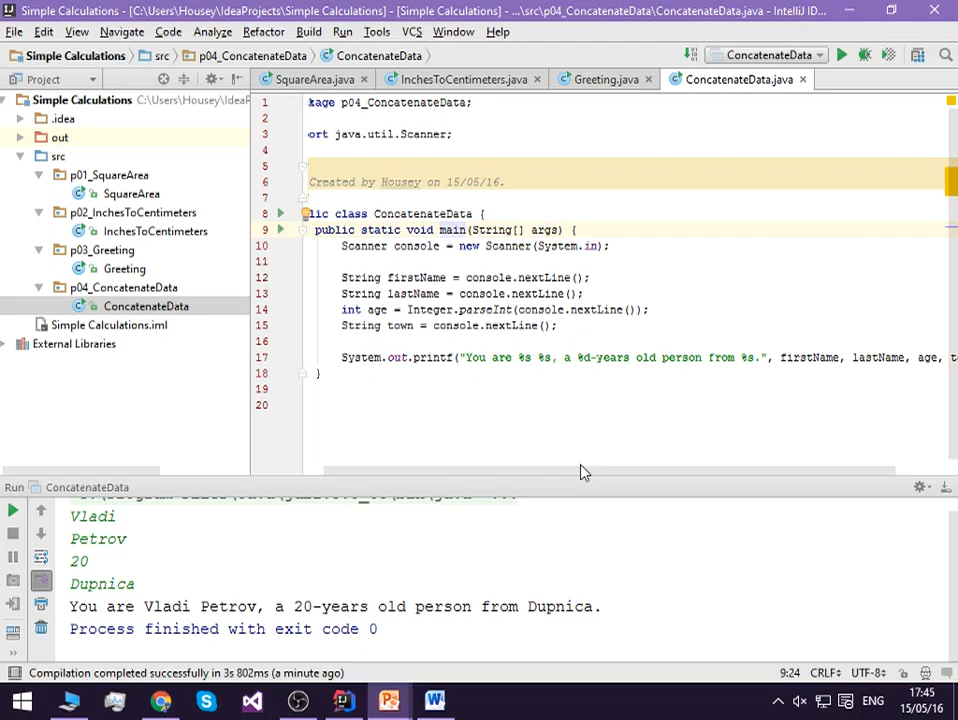 Simple Calculations - [C:\Users\Housey\IdeaProjects\Simple Calculations] - [Simple Calculations] - ...\src\p04_ConcatenateData\ConcatenateData.java - IntelliJ ID...
File Edit View Navigate Code Analyze Refactor Build Run Tools VCS Window Help
Simple Calculations src p04_ConcatenateData ConcatenateData ConcatenateData
Project SquareArea.java InchesToCentimeters.java Greeting.java ConcatenateData.java
Simple Calculations C:\Users\Housey\IdeaP
.idea
out
src
p01_SquareArea
SquareArea
p02_InchesToCentimeters
InchesToCentimeters
p03_Greeting
Greeting
p04_ConcatenateData
ConcatenateData
Simple Calculations.iml
External Libraries
1 kage p04_ConcatenateData;
2
3 ort java.util.Scanner;
4
5
6 Created by Housey on 15/05/16.
7
8 lic class ConcatenateData {
9 public static void main(String[] args) {
10 Scanner console = new Scanner(System.in);
11
12 String firstName = console.nextLine();
13 String lastName = console.nextLine();
14 int age = Integer.parseInt(console.nextLine());
15 String town = console.nextLine();
16
17 System.out.printf("You are %s %s, a %d-years old person from %s.", firstName, lastName, age, t
18 }
19
20
Run ConcatenateData
Vladi
Petrov
20
Dupnica
You are Vladi Petrov, a 20-years old person from Dupnica.
Process finished with exit code 0
Compilation completed successfully in 3s 802ms (a minute ago) 9:24 CRLF UTF-8
ENG 17:45
15/05/16